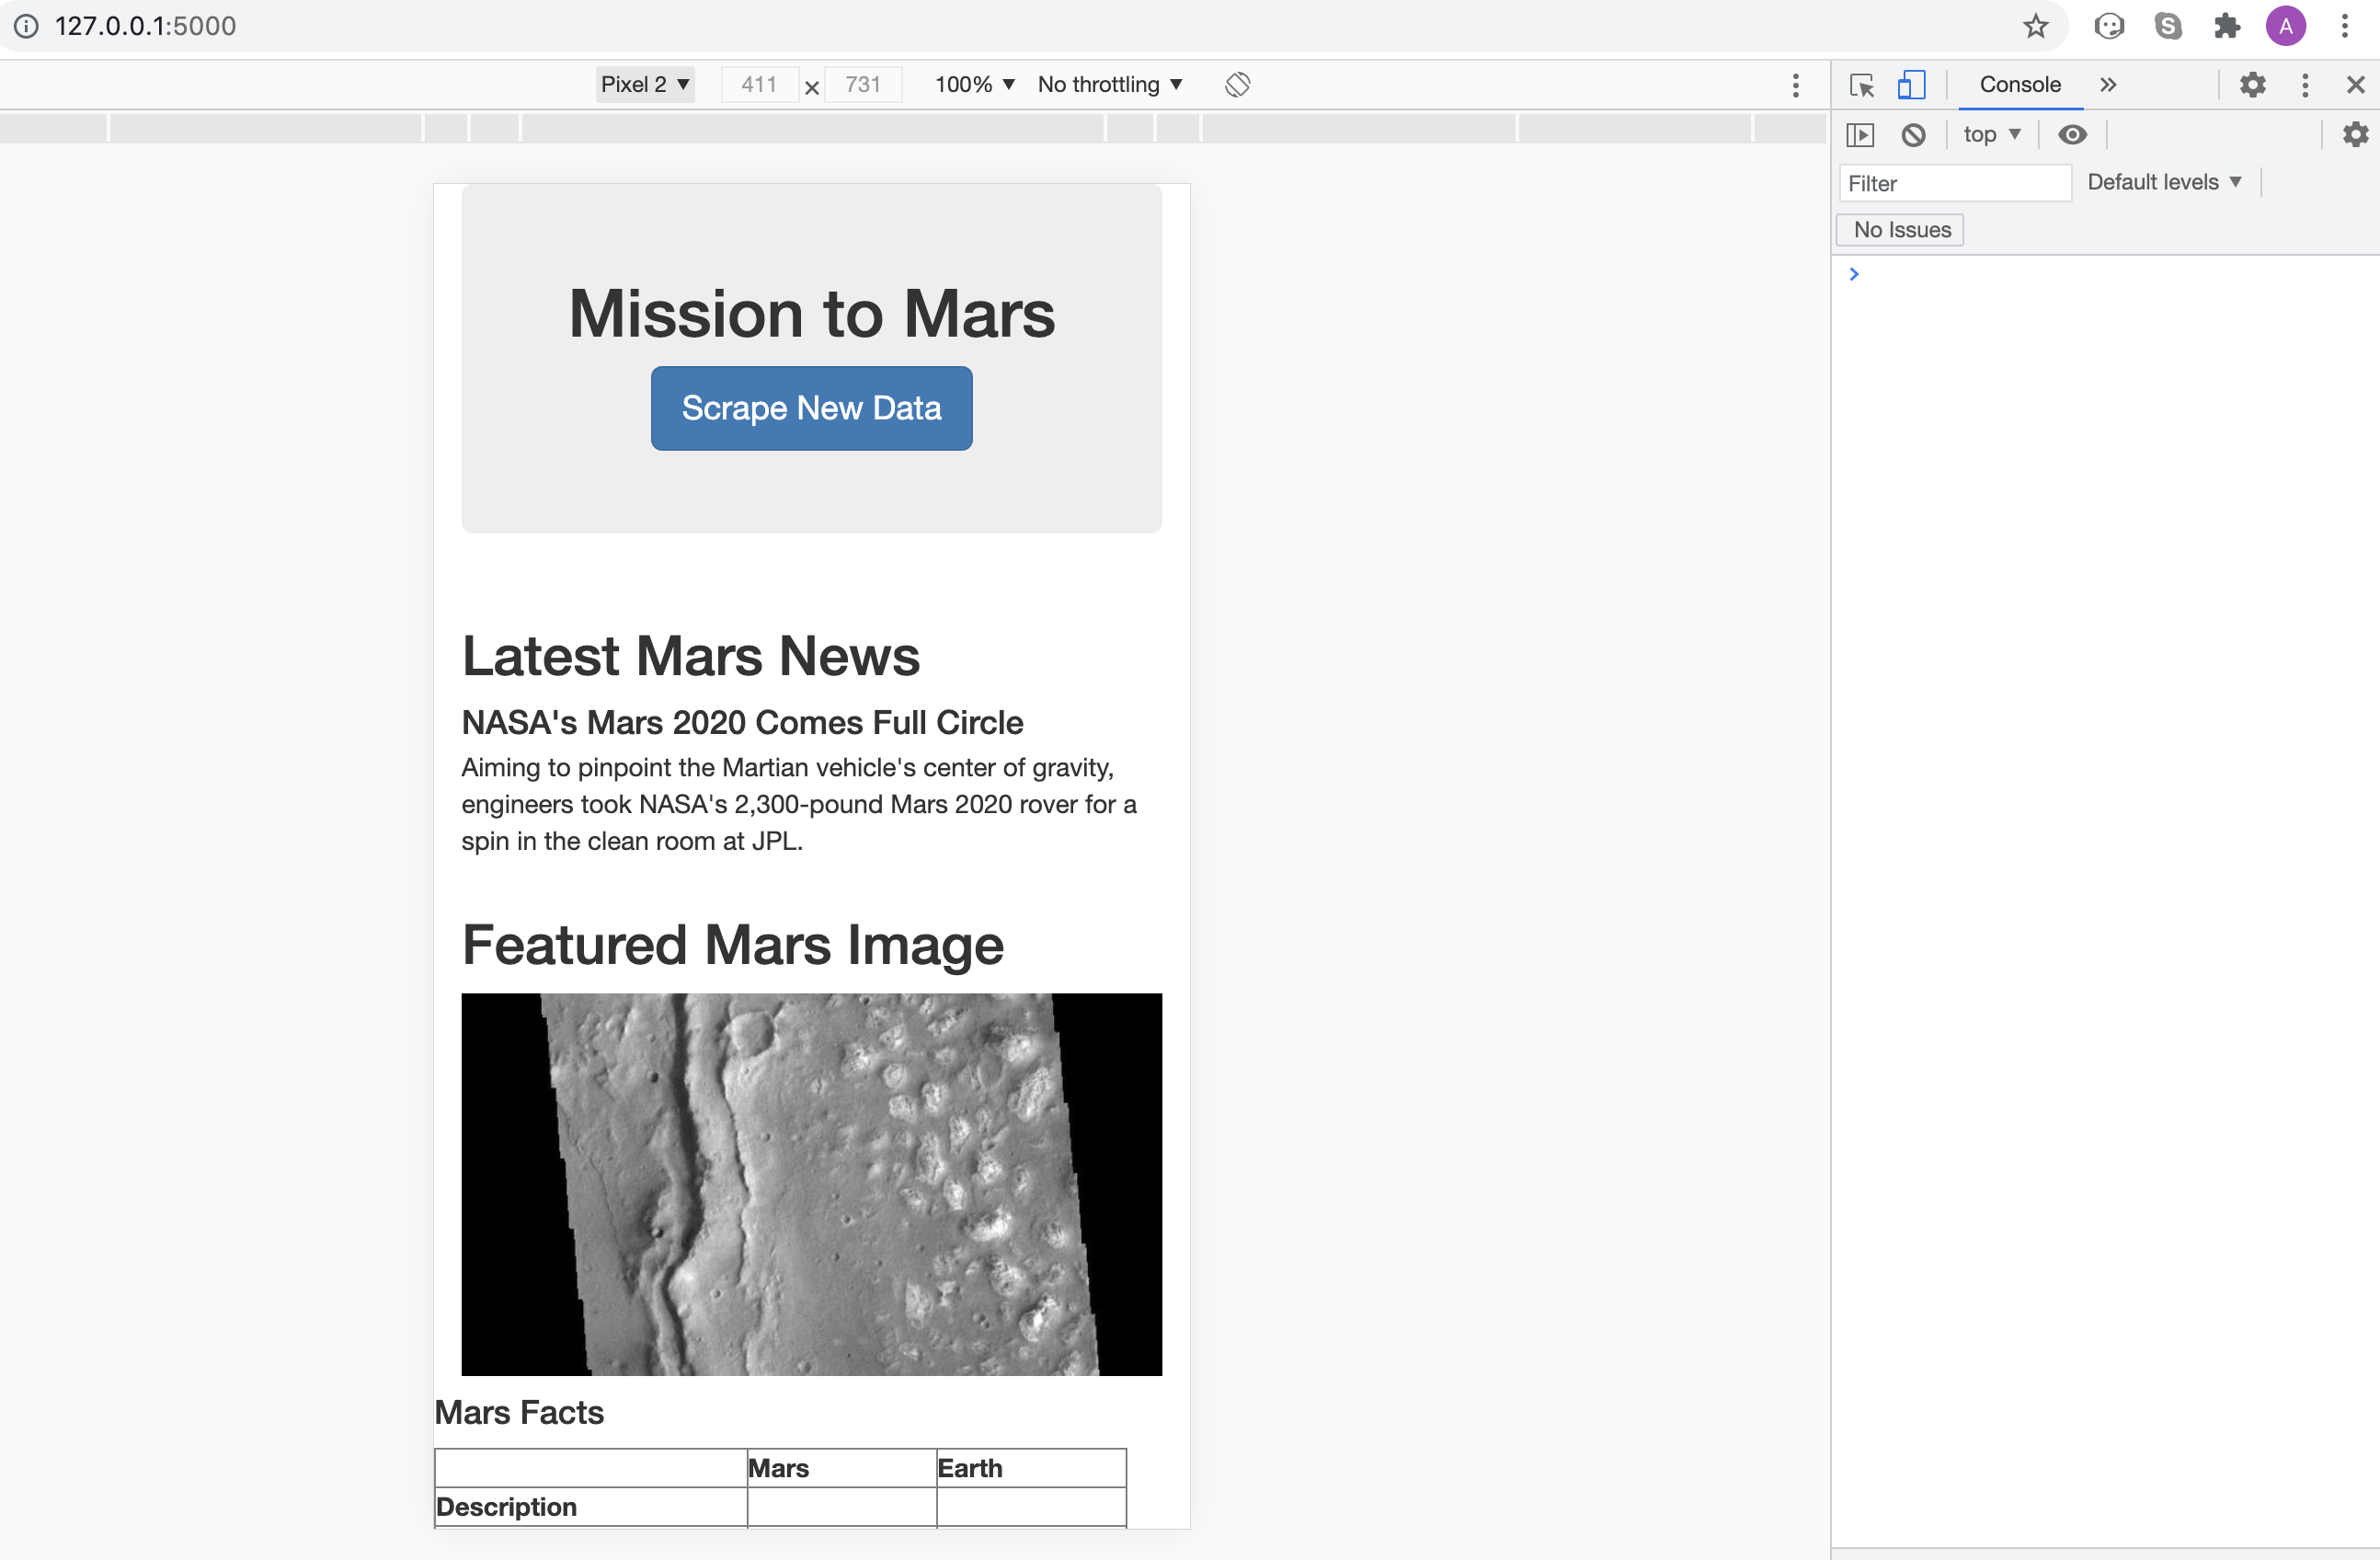 127.0.0.1:5000
A
Pixel 2 ▼ 411 × 731 100% ▼ No throttling ▼
Console
top ▼
Filter Default levels ▼
No Issues
Mission to Mars
Scrape New Data
Latest Mars News
NASA's Mars 2020 Comes Full Circle
Aiming to pinpoint the Martian vehicle's center of gravity,
engineers took NASA's 2,300-pound Mars 2020 rover for a
spin in the clean room at JPL.
Featured Mars Image
Mars Facts
Mars Earth
Description